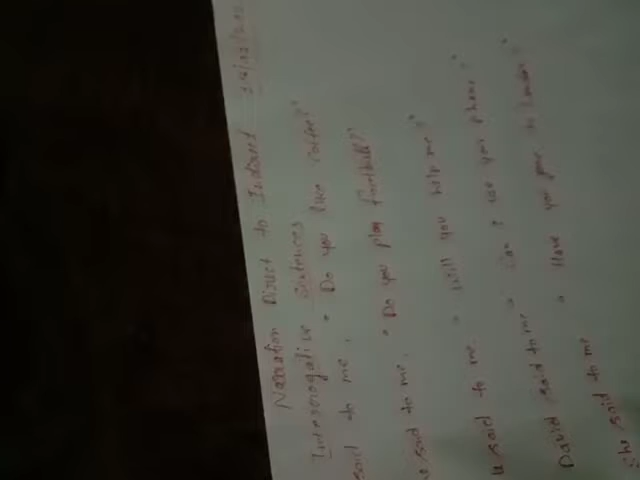 Narration Direct to Indirect
Interrogative Sentences
said to me, "Do you like coffee?"
said to me, "Do you play football?"
said to me, "Will you help me?"
David said to me "Can I use your phone?"
She said to me "Have you to London?"